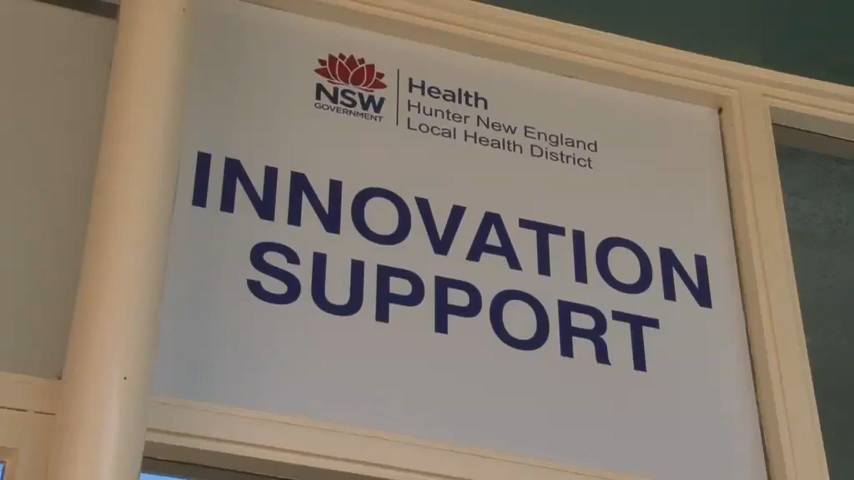 NSW
GOVERNMENT
Health
Hunter New England
Local Health District
INNOVATION
SUPPORT